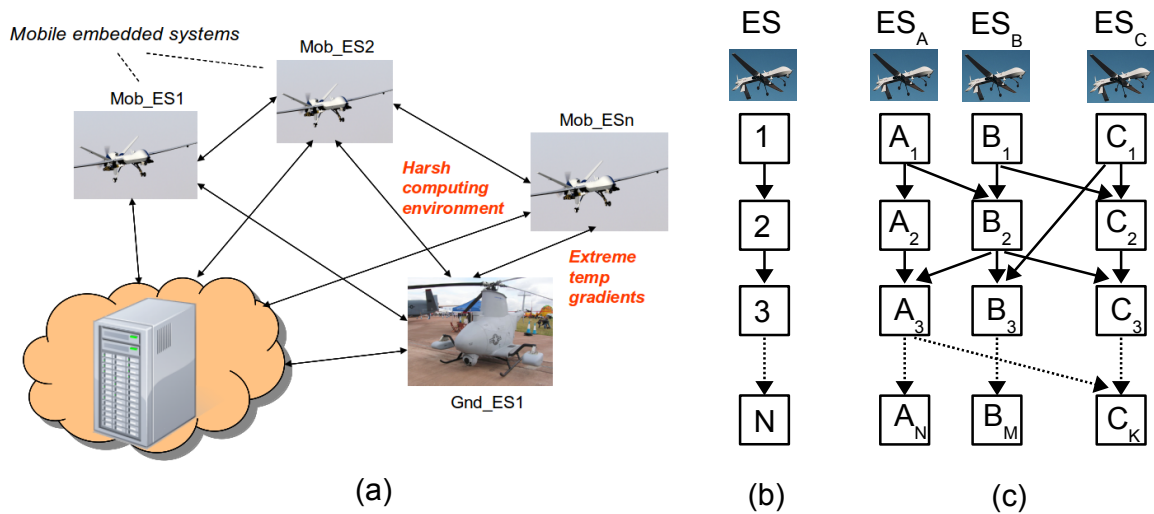 Mobile embedded systems
Mob_ES2
Mob_ES1
Mob_ESn
Harsh
computing
environment
Extreme
temp
gradients
Gnd_ES1
(a)
ES
1
2
3
N
(b)
ES_A ES_B ES_C
A_1 B_1 C_1
A_2 B_2 C_2
A_3 B_3 C_3
A_N B_M C_K
(c)